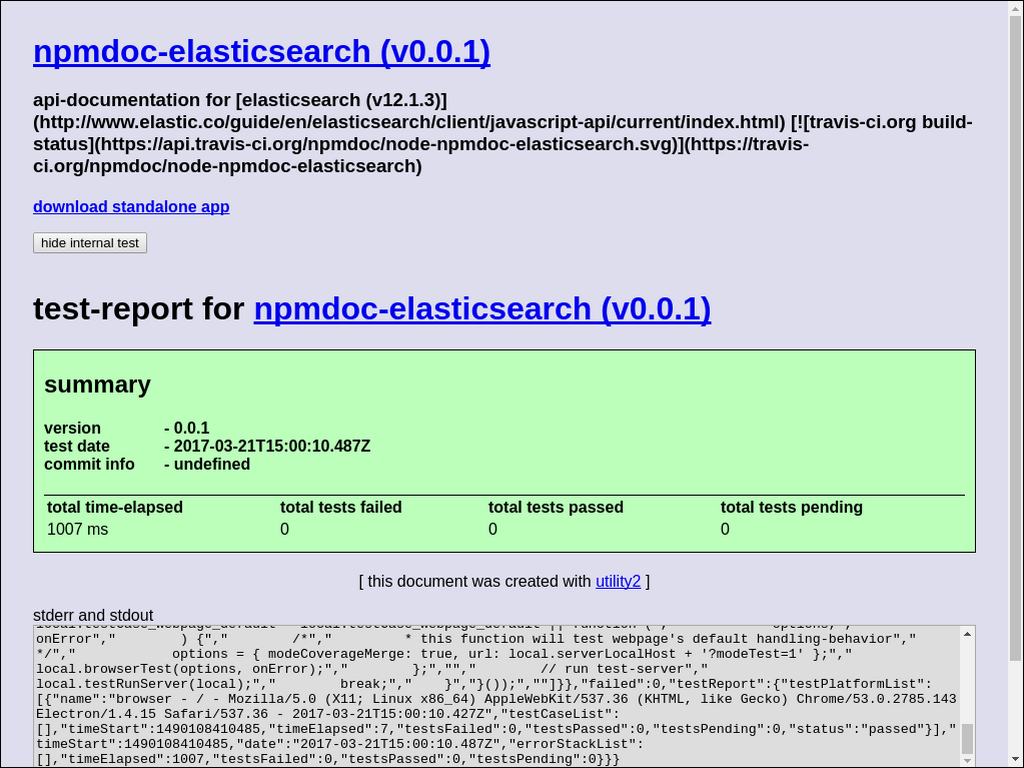 npmdoc-elasticsearch (v0.0.1)
api-documentation for [elasticsearch (v12.1.3)]
(http://www.elastic.co/guide/en/elasticsearch/client/javascript-api/current/index.html) [![travis-ci.org build-
status](https://api.travis-ci.org/npmdoc/node-npmdoc-elasticsearch.svg)](https://travis-
ci.org/npmdoc/node-npmdoc-elasticsearch)
download standalone app
hide internal test
test-report for npmdoc-elasticsearch (v0.0.1)
summary
version - 0.0.1
test date - 2017-03-21T15:00:10.487Z
commit info - undefined
total time-elapsed total tests failed total tests passed total tests pending
1007 ms 0 0 0
[ this document was created with utility2 ]
stderr and stdout
onError"," ) {"," /*"," * this function will test webpage's default handling-behavior","
*/"," options = { modeCoverageMerge: true, url: local.serverLocalHost + '?modeTest=1' };","
local.browserTest(options, onError);"," };",""," // run test-server","
local.testRunServer(local);"," break;"," }","}());",""]}},"failed":0,"testReport":{"testPlatformList":
[{"name":"browser - / - Mozilla/5.0 (X11; Linux x86_64) AppleWebKit/537.36 (KHTML, like Gecko) Chrome/53.0.2785.143
Electron/1.4.15 Safari/537.36 - 2017-03-21T15:00:10.427Z","testCaseList":
[],"timeStart":1490108410485,"timeElapsed":7,"testsFailed":0,"testsPassed":0,"testsPending":0,"status":"passed"}],"
timeStart":1490108410485,"date":"2017-03-21T15:00:10.487Z","errorStackList":
[],"timeElapsed":1007,"testsFailed":0,"testsPassed":0,"testsPending":0}}}